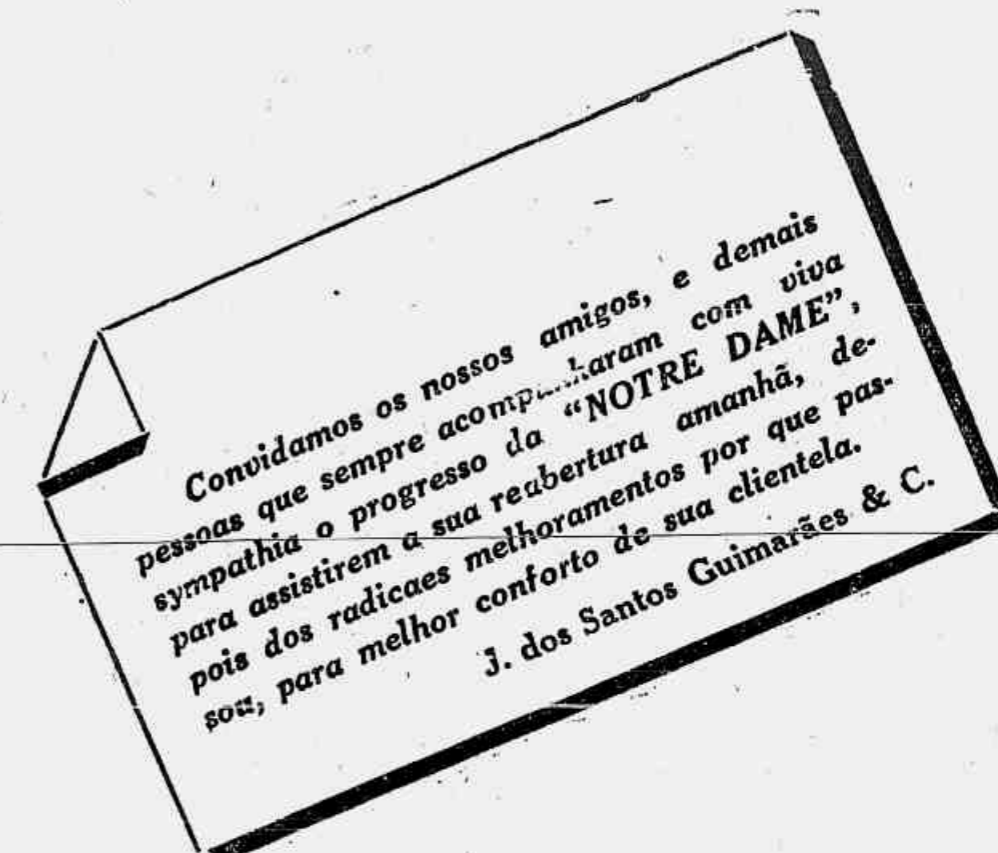 Convidamos os nossos amigos, e demais
pessoas que sempre acompanharam com viva
sympathia o progresso da “NOTRE DAME”,
para assistirem a sua reabertura amanhã, de-
pois dos radicaes melhoramentos por que pas-
sou, para melhor conforto de sua clientela.
J. dos Santos Guimarães & C.